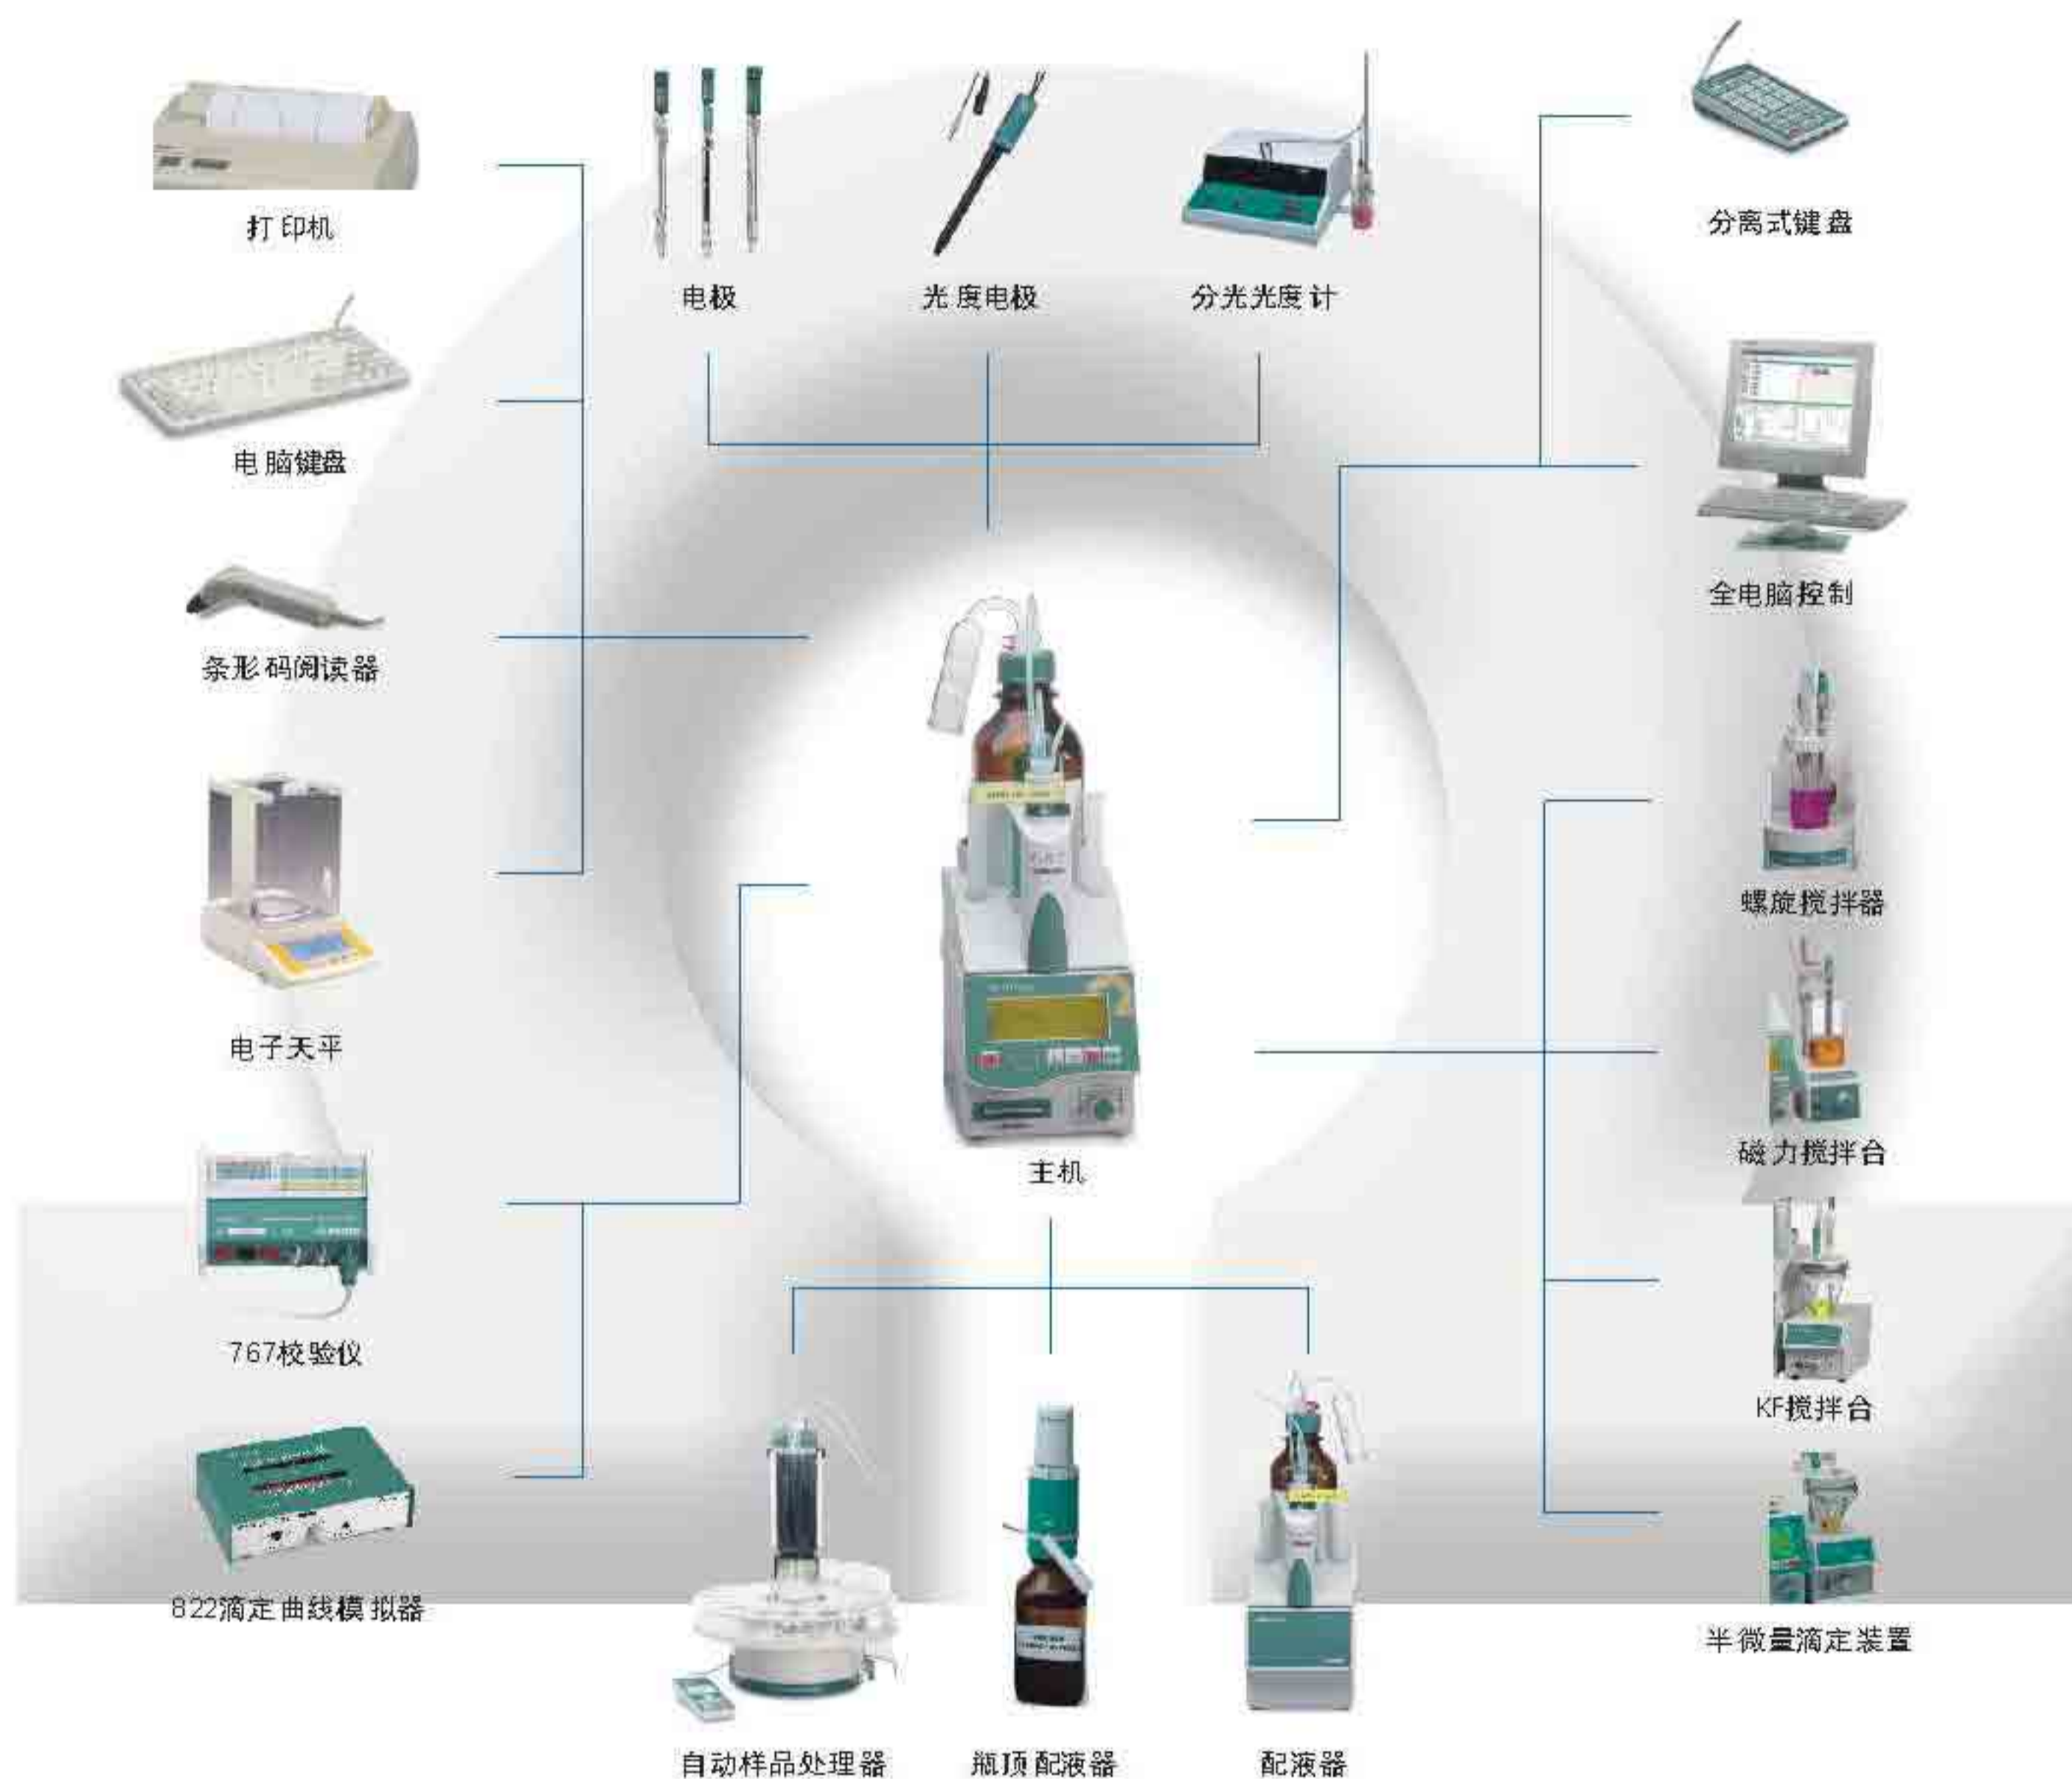 打印机
电极
光度电极
分光光度计
分离式键盘
电脑键盘
全电脑控制
条形码阅读器
螺旋搅拌器
电子天平
磁力搅拌台
主机
767校验仪
KF搅拌台
822滴定曲线模拟器
半微量滴定装置
自动样品处理器
瓶顶配液器
配液器